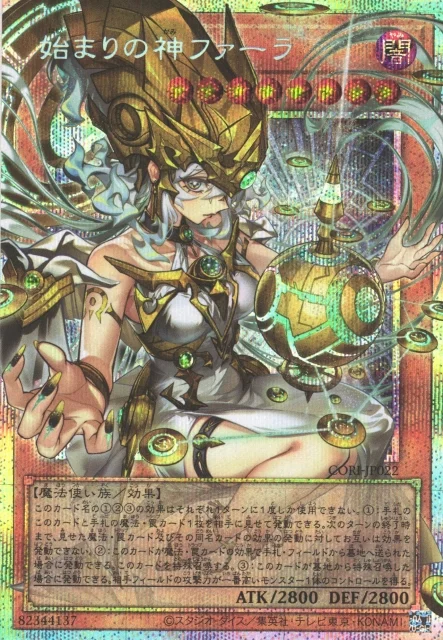 始まりの神ファーラ
かみ
やみ
闇
CORI-JP022
【魔法使い族/効果】
このカード名の①②③の効果はそれぞれ1ターンに1度しか使用できない。①:手札の
このカードと手札の魔法・罠カード1枚を相手に見せて発動できる。次のターンの終了時
まで、見せた魔法・罠カード及びその同名カードの効果の発動に対してお互いは効果を
発動できない。②:このカードが魔法・罠カードの効果で手札・フィールドから墓地へ送られた
場合に発動できる。このカードを特殊召喚する。③:このカードが墓地から特殊召喚した
場合に発動できる。相手フィールドの攻撃力が一番高いモンスター1体のコントロールを得る。
ATK/2800 DEF/2800
82344137
©スタジオ・ダイス/集英社・テレビ東京・KONAMI